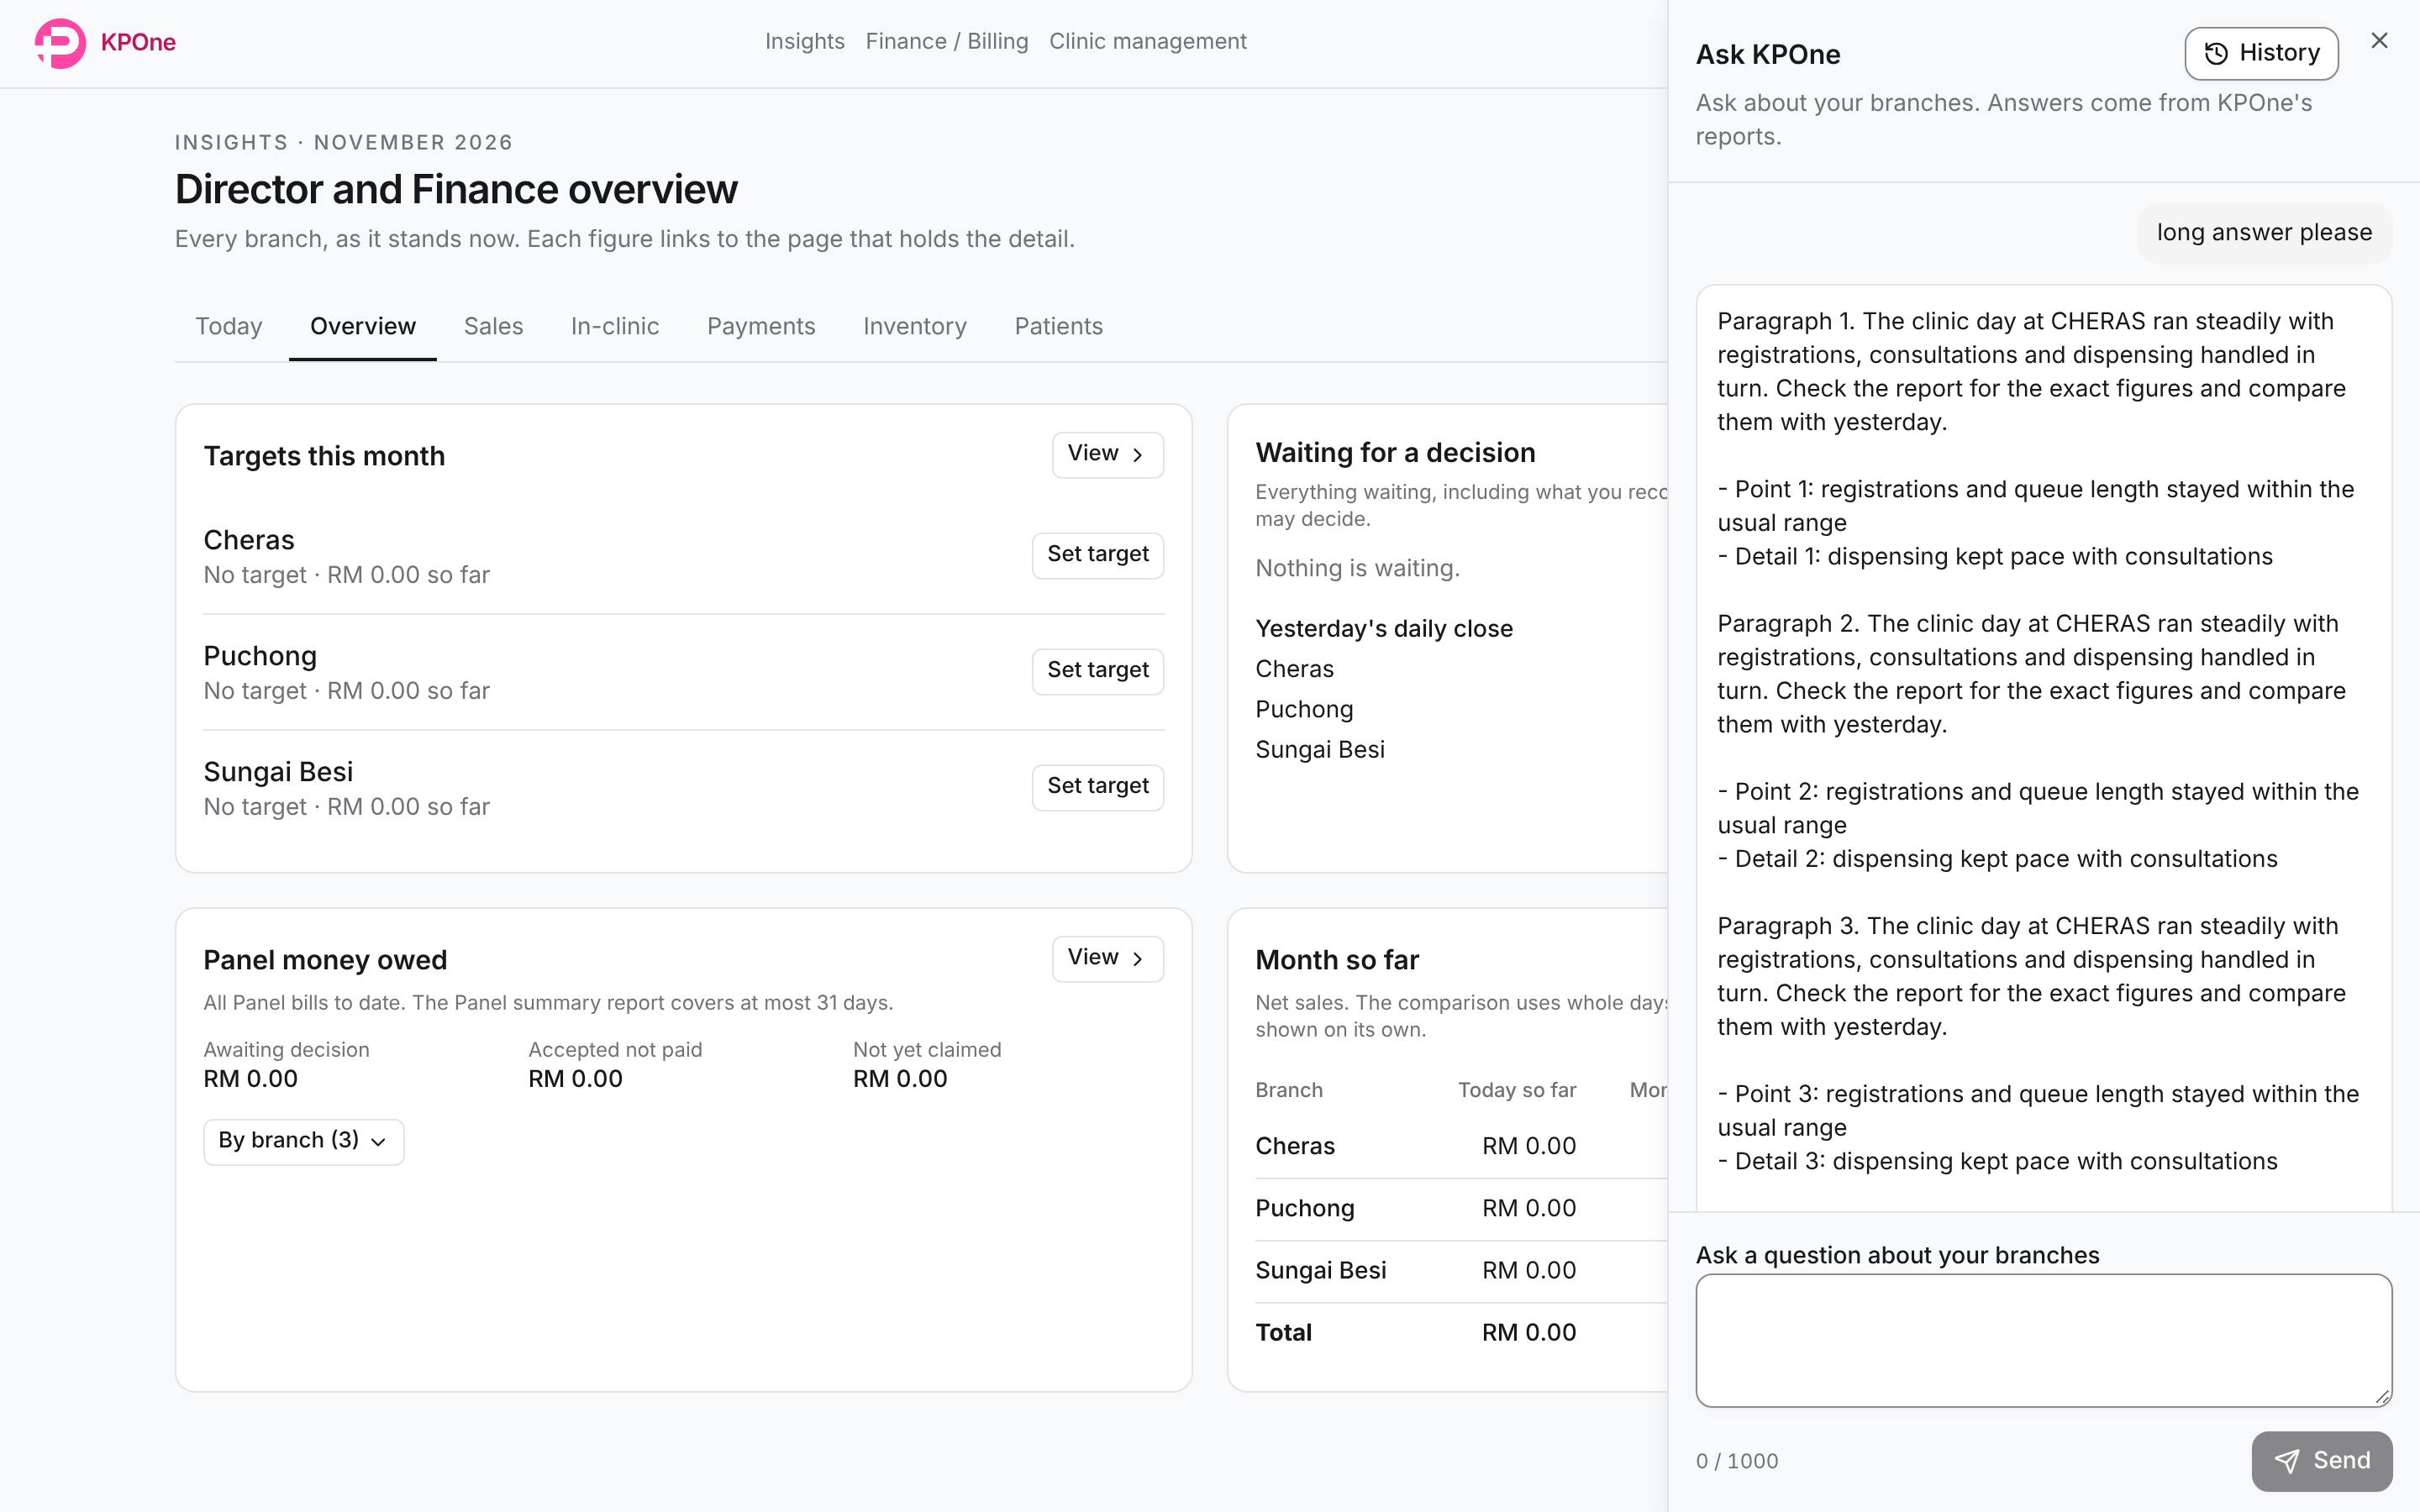 KPOne
Insights
Finance / Billing
Clinic management
INSIGHTS · NOVEMBER 2026
Director and Finance overview
Every branch, as it stands now. Each figure links to the page that holds the detail.
Today
Overview
Sales
In-clinic
Payments
Inventory
Patients
Targets this month
View
Cheras
No target · RM 0.00 so far
Set target
Puchong
No target · RM 0.00 so far
Set target
Sungai Besi
No target · RM 0.00 so far
Set target
Waiting for a decision
Everything waiting, including what you reco
may decide.
Nothing is waiting.
Yesterday's daily close
Cheras
Puchong
Sungai Besi
Panel money owed
View
All Panel bills to date. The Panel summary report covers at most 31 days.
Awaiting decision
RM 0.00
Accepted not paid
RM 0.00
Not yet claimed
RM 0.00
By branch (3)
Month so far
Net sales. The comparison uses whole days
shown on its own.
Branch Today so far Mor
Cheras RM 0.00
Puchong RM 0.00
Sungai Besi RM 0.00
Total RM 0.00
Ask KPOne
History
Ask about your branches. Answers come from KPOne's
reports.
long answer please
Paragraph 1. The clinic day at CHERAS ran steadily with
registrations, consultations and dispensing handled in
turn. Check the report for the exact figures and compare
them with yesterday.
- Point 1: registrations and queue length stayed within the
usual range
- Detail 1: dispensing kept pace with consultations
Paragraph 2. The clinic day at CHERAS ran steadily with
registrations, consultations and dispensing handled in
turn. Check the report for the exact figures and compare
them with yesterday.
- Point 2: registrations and queue length stayed within the
usual range
- Detail 2: dispensing kept pace with consultations
Paragraph 3. The clinic day at CHERAS ran steadily with
registrations, consultations and dispensing handled in
turn. Check the report for the exact figures and compare
them with yesterday.
- Point 3: registrations and queue length stayed within the
usual range
- Detail 3: dispensing kept pace with consultations
Ask a question about your branches
0 / 1000
Send